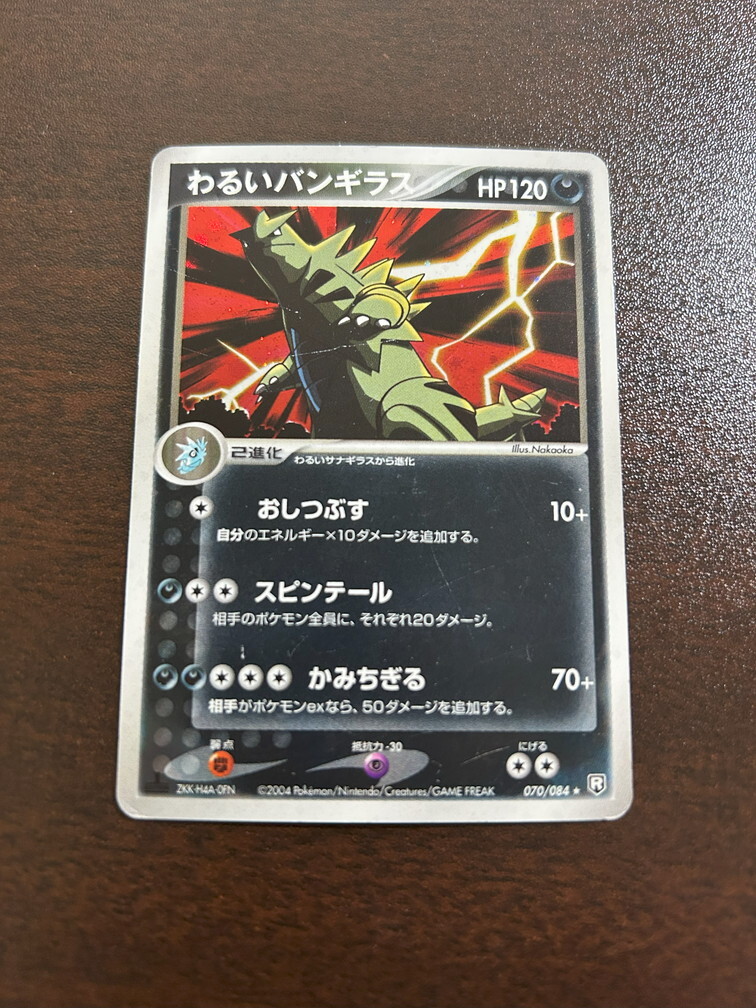 わるいバンギラス HP120
Illus.Nakaoka
2進化 わるいサナギラスから進化
おしつぶす 10+
自分のエネルギー×10ダメージを追加する。
スピンテール
相手のポケモン全員に、それぞれ20ダメージ。
かみちぎる 70+
相手がポケモンexなら、50ダメージを追加する。
弱点 抵抗力 -30 にげる
ZKK-H4A-0FN ©2004 Pokémon/Nintendo/Creatures/GAME FREAK 070/084 ★ R